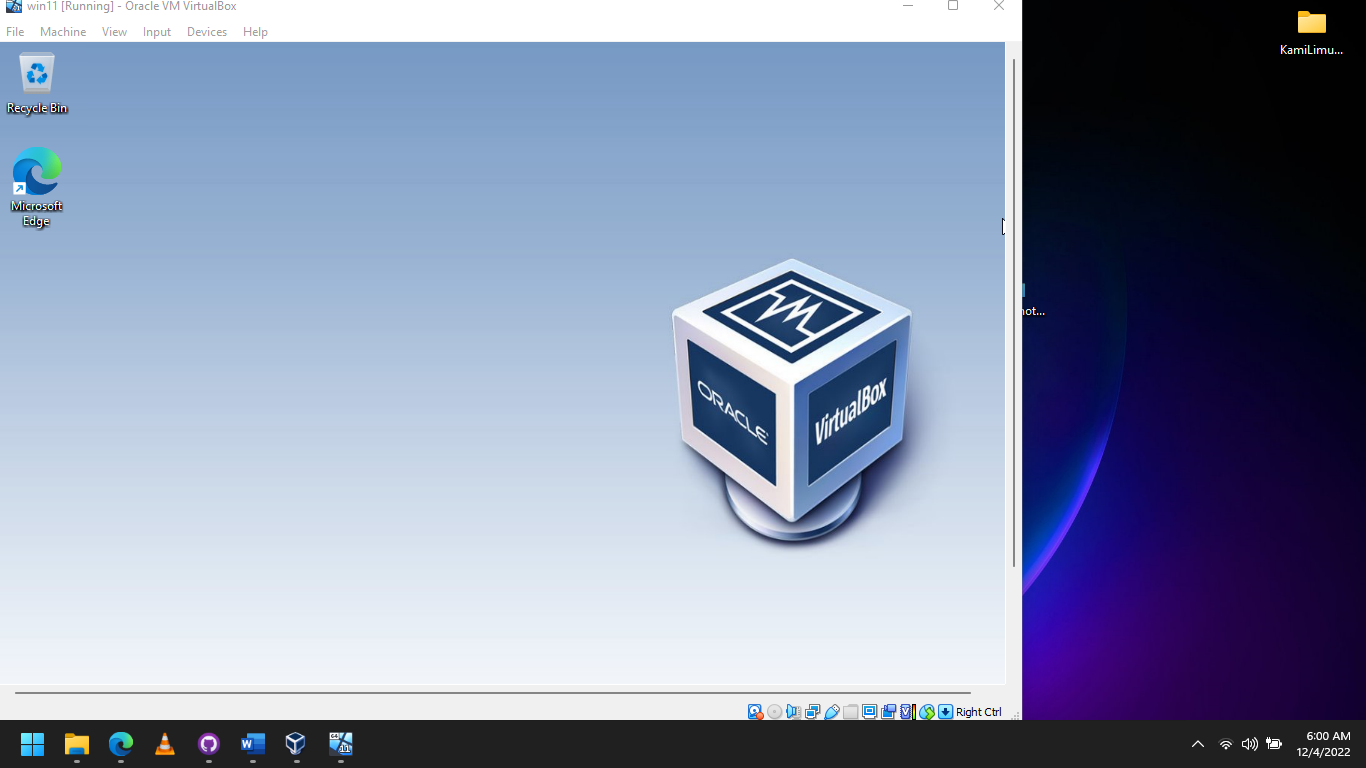 win11 [Running] - Oracle VM VirtualBox
File Machine View Input Devices Help
Recycle Bin
Microsoft
Edge
ORACLE
VirtualBox
KamiLimu...
not...
Right Ctrl
6:00 AM
12/4/2022